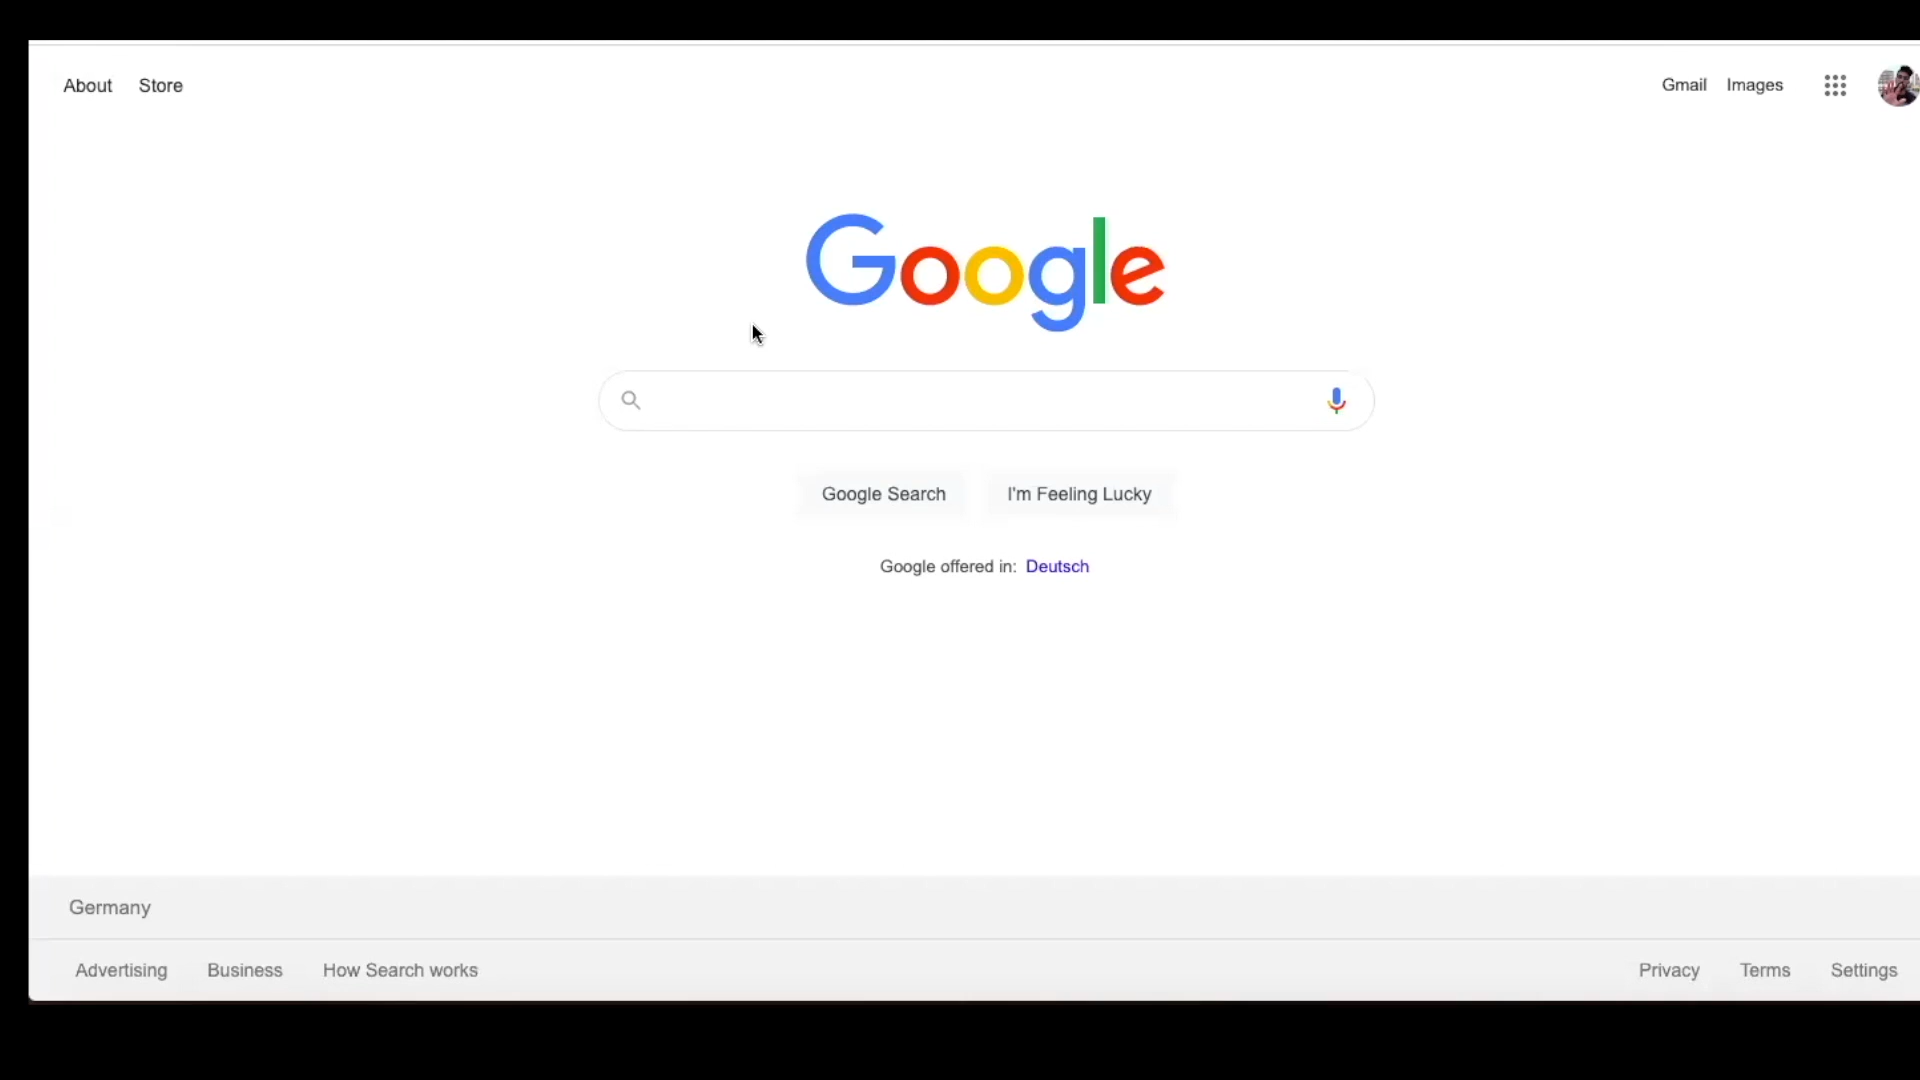 About Store Gmail Images
Google
Google Search I'm Feeling Lucky
Google offered in: Deutsch
Germany
Advertising Business How Search works Privacy Terms Settings